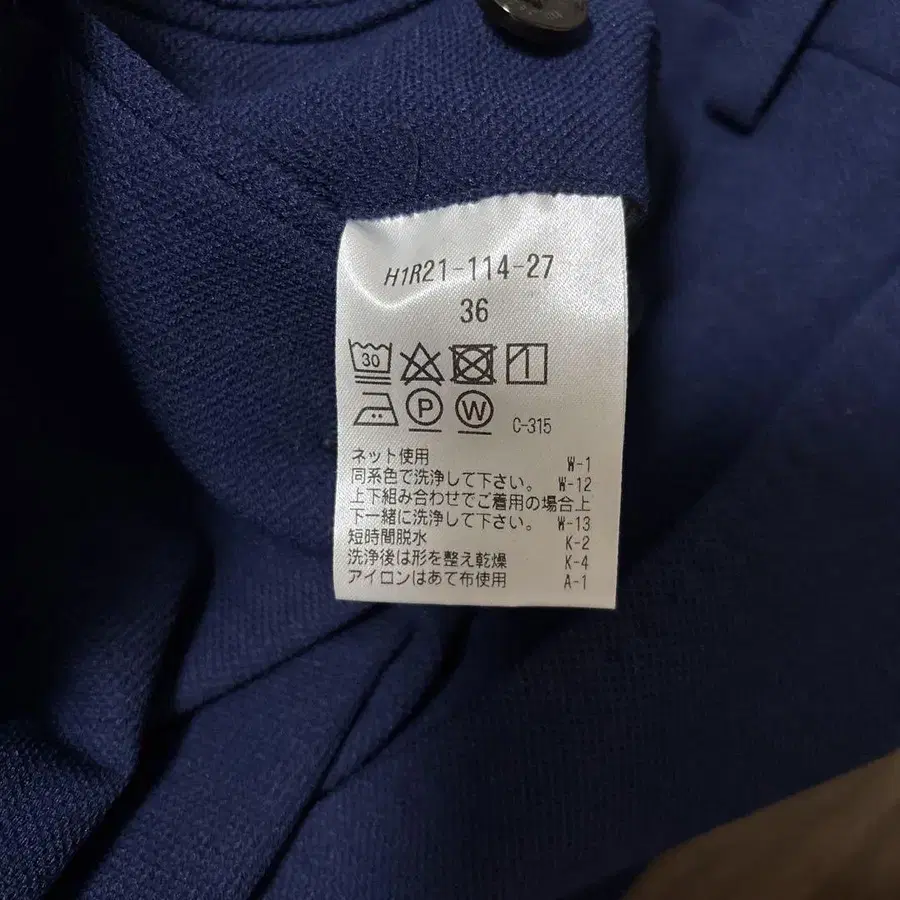 H1R21-114-27
36
30
P W C-315
ネット使用 W-1
同系色で洗浄して下さい。 W-12
上下組み合わせでご着用の場合上
下一緒に洗浄して下さい。 W-13
短時間脱水 K-2
洗浄後は形を整え乾燥 K-4
アイロンはあて布使用 A-1